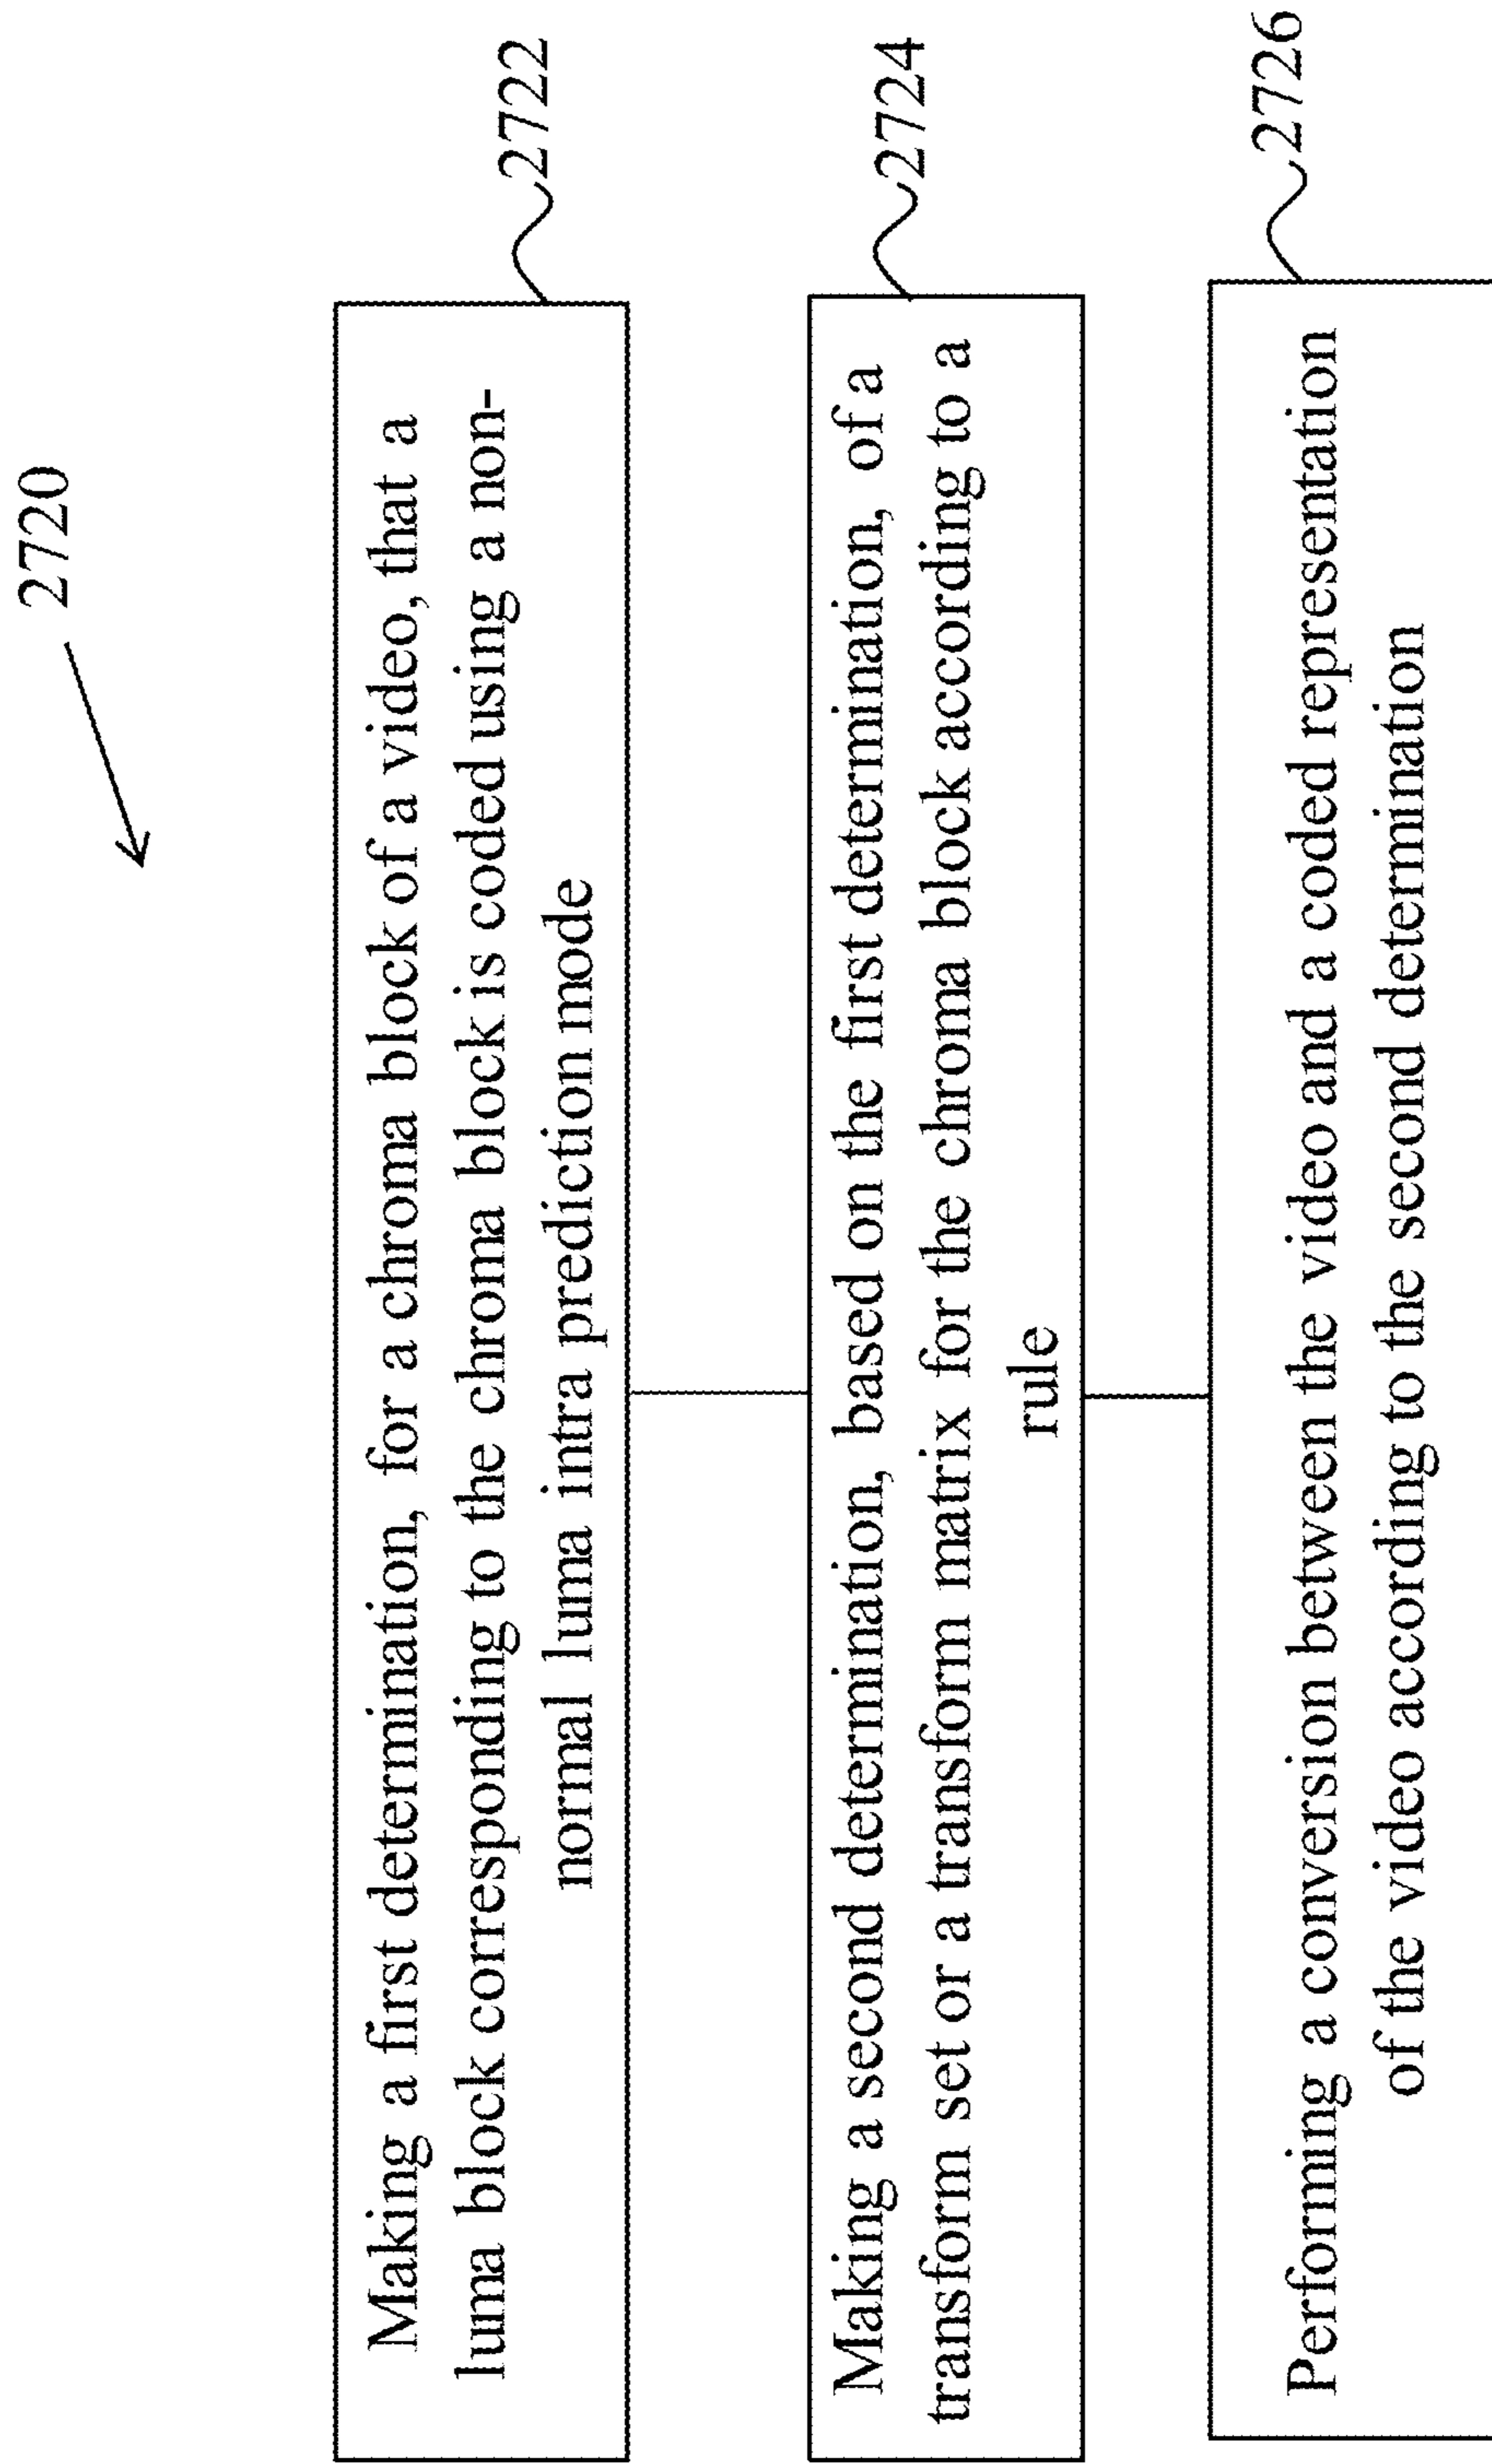 2720
Making a first determination, for a chroma block of a video, that a
luma block corresponding to the chroma block is coded using a non-
normal luma intra prediction mode
2722
Making a second determination, based on the first determination, of a
transform set or a transform matrix for the chroma block according to a
rule
2724
Performing a conversion between the video and a coded representation
of the video according to the second determination
2726